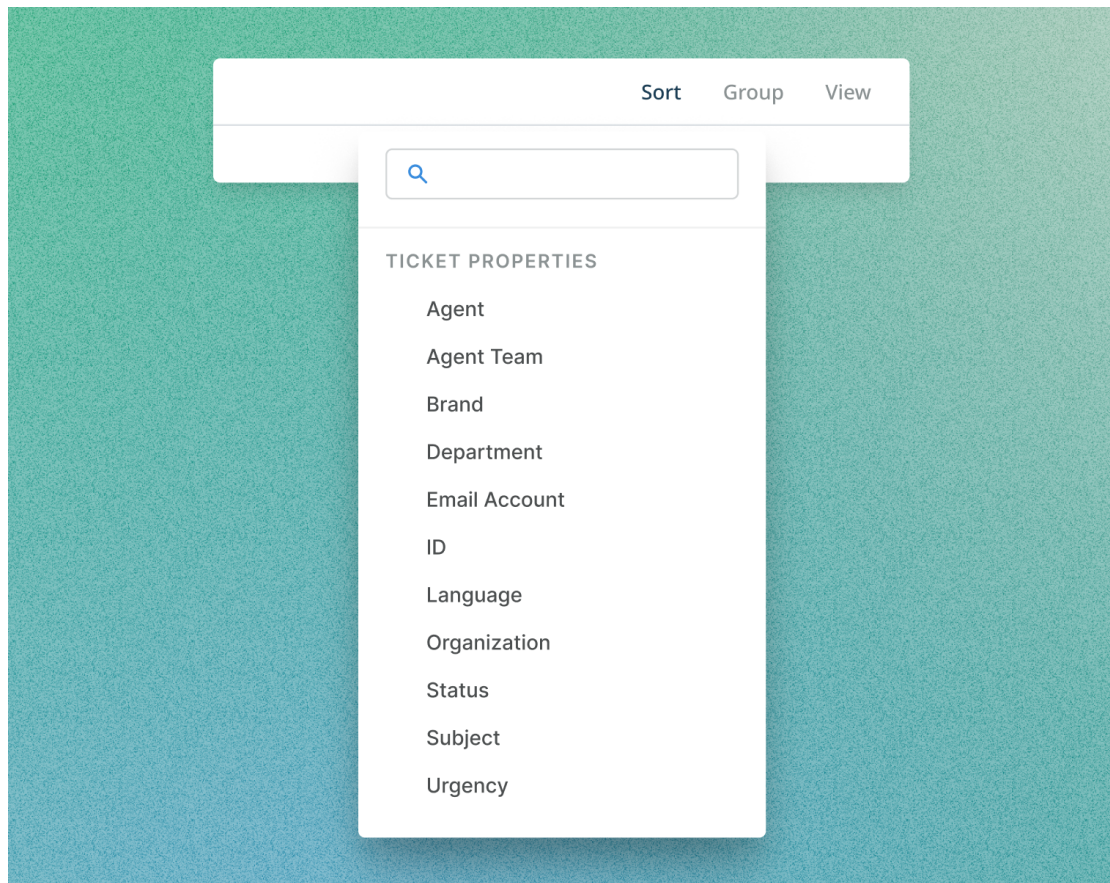 Sort Group View
TICKET PROPERTIES
Agent
Agent Team
Brand
Department
Email Account
ID
Language
Organization
Status
Subject
Urgency